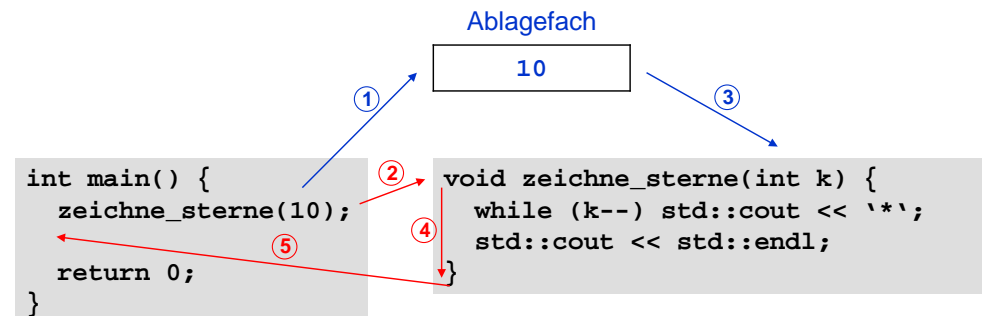 Ablagefach
10
1
3
2
int main() {
zeichne_sterne(10);
return 0;
}
void zeichne_sterne(int k) {
while (k--) std::cout << ‘*‘;
std::cout << std::endl;
}
4
5